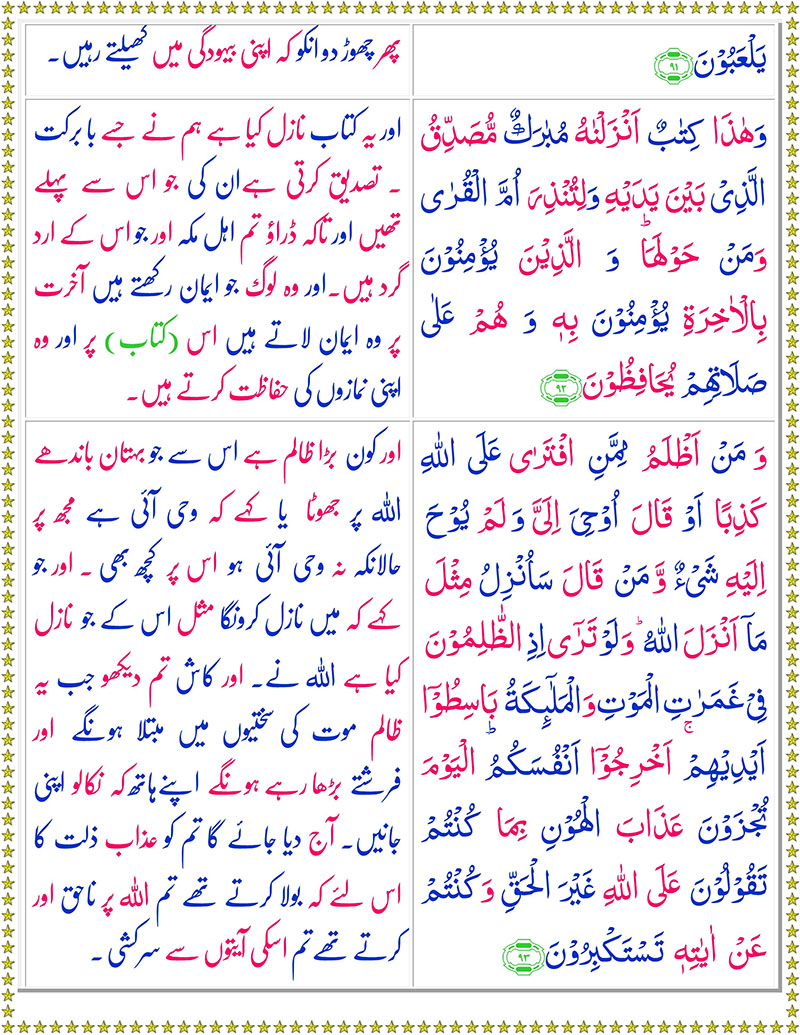 يَلْعَبُوْنَ ﴿۹۱﴾
پھر چھوڑ دو انکو کہ اپنی بیہودگی میں کھیلتے رہیں۔
وَهٰذَا كِتٰبٌ اَنْزَلْنٰهُ مُبٰرَكٌ مُّصَدِّقُ
الَّذِىْ بَيْنَ يَدَيْهِ وَلِتُنْذِرَ اُمَّ الْقُرٰى
وَمَنْ حَوْلَهَا ؕ وَ الَّذِيْنَ يُؤْمِنُوْنَ
بِالْاٰخِرَةِ يُؤْمِنُوْنَ بِهٖ وَ هُمْ عَلٰى
صَلَاتِهِمْ يُحَافِظُوْنَ ﴿۹۲﴾
اور یہ کتاب نازل کیا ہے ہم نے جسے با برکت
۔ تصدیق کرتی ہے ان کی جو اس سے پہلے
تھیں اور تاکہ ڈراؤ تم اہل مکہ اور جو اس کے ارد
گرد ہیں۔ اور وہ لوگ جو ایمان رکھتے ہیں آخرت
پر وہ ایمان لاتے ہیں اس (کتاب) پر اور وہ
اپنی نمازوں کی حفاظت کرتے ہیں۔
وَ مَنْ اَظْلَمُ مِمَّنِ افْتَرٰى عَلَى اللّٰهِ
كَذِبًا اَوْ قَالَ اُوْحِىَ اِلَىَّ وَ لَمْ يُوْحَ
اِلَيْهِ شَىْءٌ وَّ مَنْ قَالَ سَاُنْزِلُ مِثْلَ
مَآ اَنْزَلَ اللّٰهُ ؕ وَ لَوْ تَرٰٓى اِذِ الظّٰلِمُوْنَ
فِىْ غَمَرٰتِ الْمَوْتِ وَالْمَلٰٓٮِٕكَةُ بَاسِطُوْۤا
اَيْدِيْهِمْ ۚ اَخْرِجُوْۤا اَنْفُسَكُمُ ؕ اَلْيَوْمَ
تُجْزَوْنَ عَذَابَ الْهُوْنِ بِمَا كُنْتُمْ
تَقُوْلُوْنَ عَلَى اللّٰهِ غَيْرَ الْحَقِّ وَ كُنْتُمْ
عَنْ اٰيٰتِهٖ تَسْتَكْبِرُوْنَ ﴿۹۳﴾
اور کون بڑا ظالم ہے اس سے جو بہتان باندھے
اللہ پر جھوٹا یا کہے کہ وحی آئی ہے مجھ پر
حالانکہ نہ وحی آئی ہو اس پر کچھ بھی ۔ اور جو
کہے کہ میں نازل کرونگا مثل اس کے جو نازل
کیا ہے اللہ نے۔ اور کاش تم دیکھو جب یہ
ظالم موت کی سختیوں میں مبتلا ہونگے اور
فرشتے بڑھا رہے ہونگے اپنے ہاتھ کہ نکالو اپنی
جانیں۔ آج دیا جائے گا تم کو عذاب ذلت کا
اس لئے کہ بولا کرتے تھے تم اللہ پر ناحق اور
کرتے تھے تم اسکی آیتوں سے سرکشی ۔